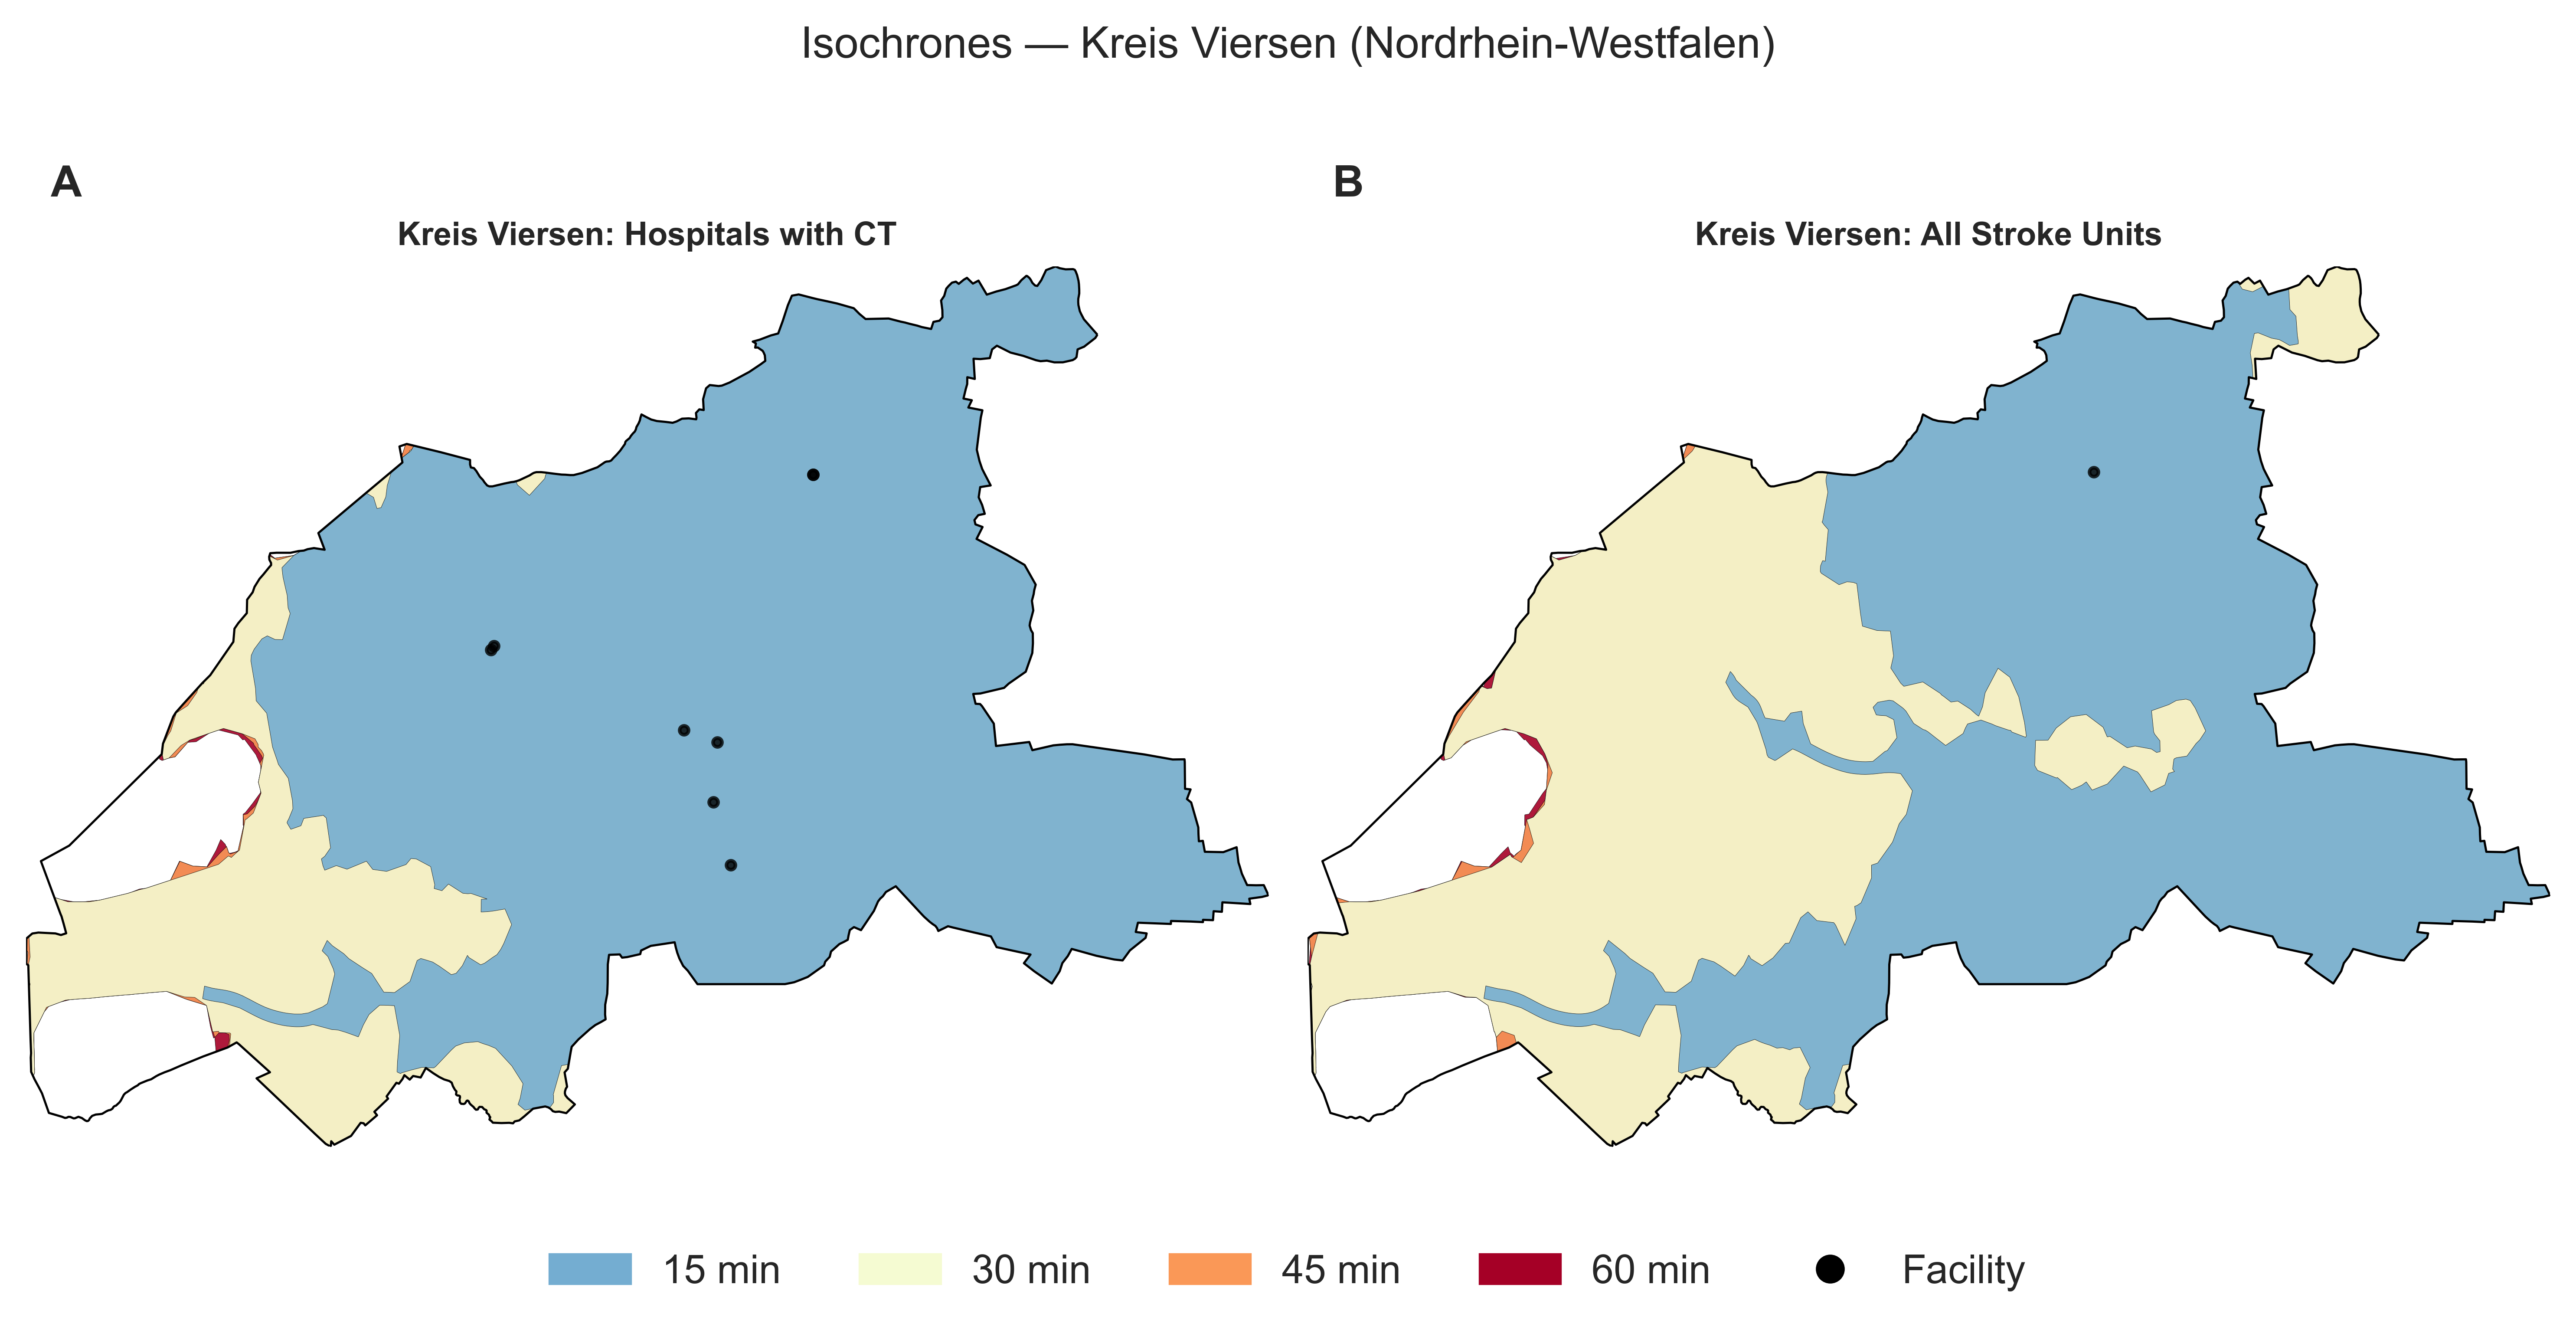 Isochrones — Kreis Viersen (Nordrhein-Westfalen)
A
Kreis Viersen: Hospitals with CT
B
Kreis Viersen: All Stroke Units
15 min
30 min
45 min
60 min
Facility